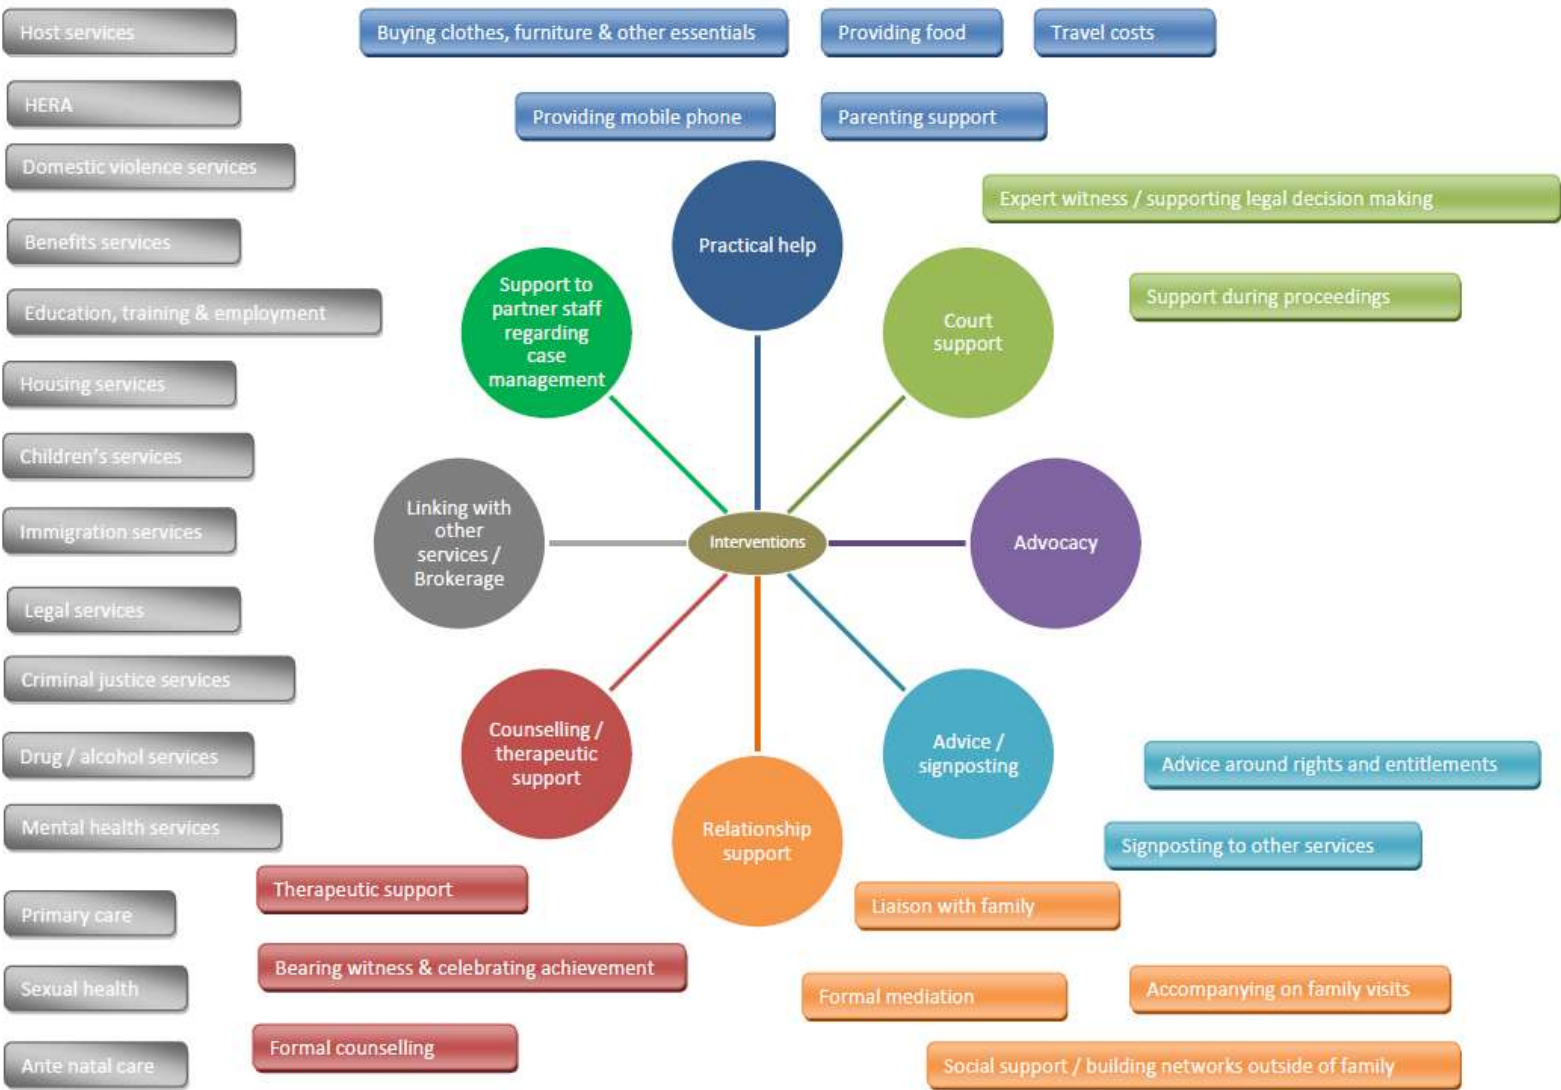 Host services
HERA
Domestic violence services
Benefits services
Education, training & employment
Housing services
Children's services
Immigration services
Legal services
Criminal justice services
Drug / alcohol services
Mental health services
Primary care
Sexual health
Ante natal care
Buying clothes, furniture & other essentials
Providing food
Travel costs
Providing mobile phone
Parenting support
Practical help
Expert witness / supporting legal decision making
Support during proceedings
Court
support
Support to
partner staff
regarding
case
management
Linking with
other
services /
Brokerage
Interventions
Advocacy
Counselling /
therapeutic
support
Relationship
support
Advice /
signposting
Advice around rights and entitlements
Signposting to other services
Therapeutic support
Bearing witness & celebrating achievement
Formal counselling
Liaison with family
Formal mediation
Accompanying on family visits
Social support / building networks outside of family